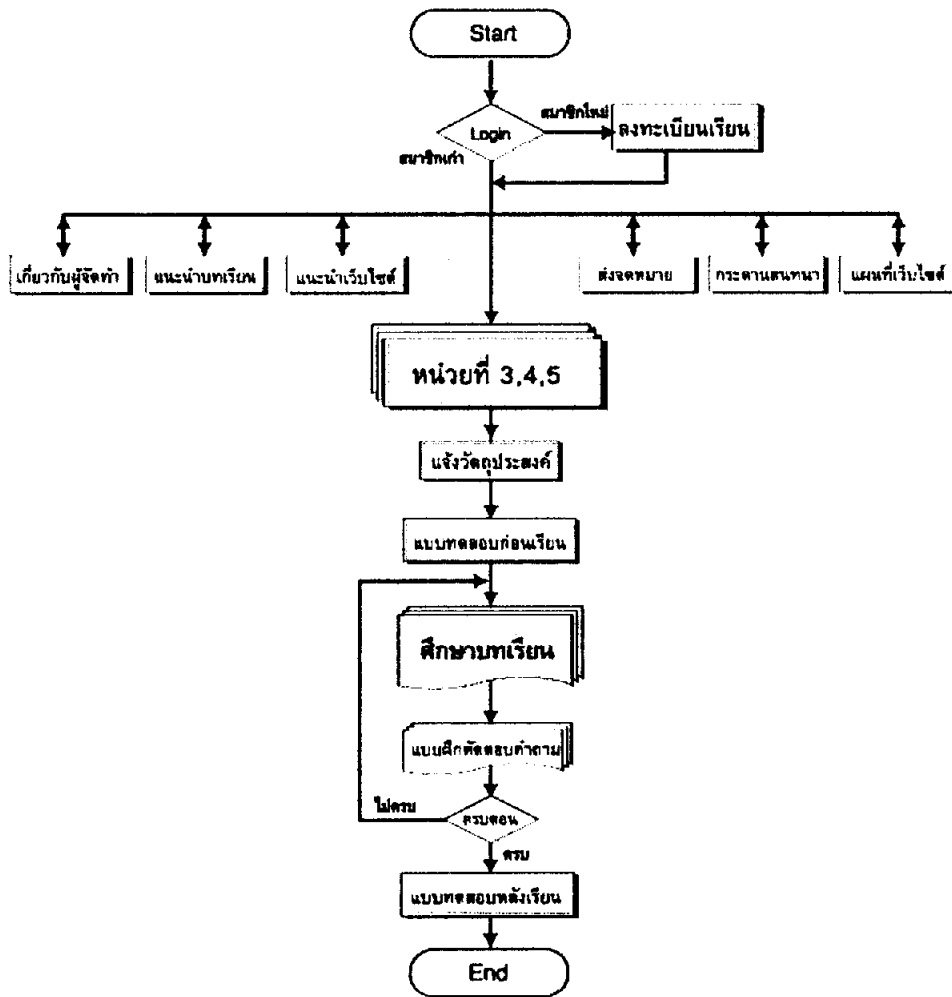 Start
สมาชิกใหม่
Login
ลงทะเบียนเรียน
สมาชิกเก่า
เกี่ยวกับผู้จัดทำ
แนะนำบทเรียน
แนะนำเว็บไซต์
ส่งจดหมาย
กระดานสนทนา
แผนที่เว็บไซต์
หน่วยที่ 3,4,5
แจ้งวัตถุประสงค์
แบบทดสอบก่อนเรียน
ศึกษาบทเรียน
แบบฝึกหัดตอบคำถาม
ไม่ครบ
ครบตอน
ครบ
แบบทดสอบหลังเรียน
End